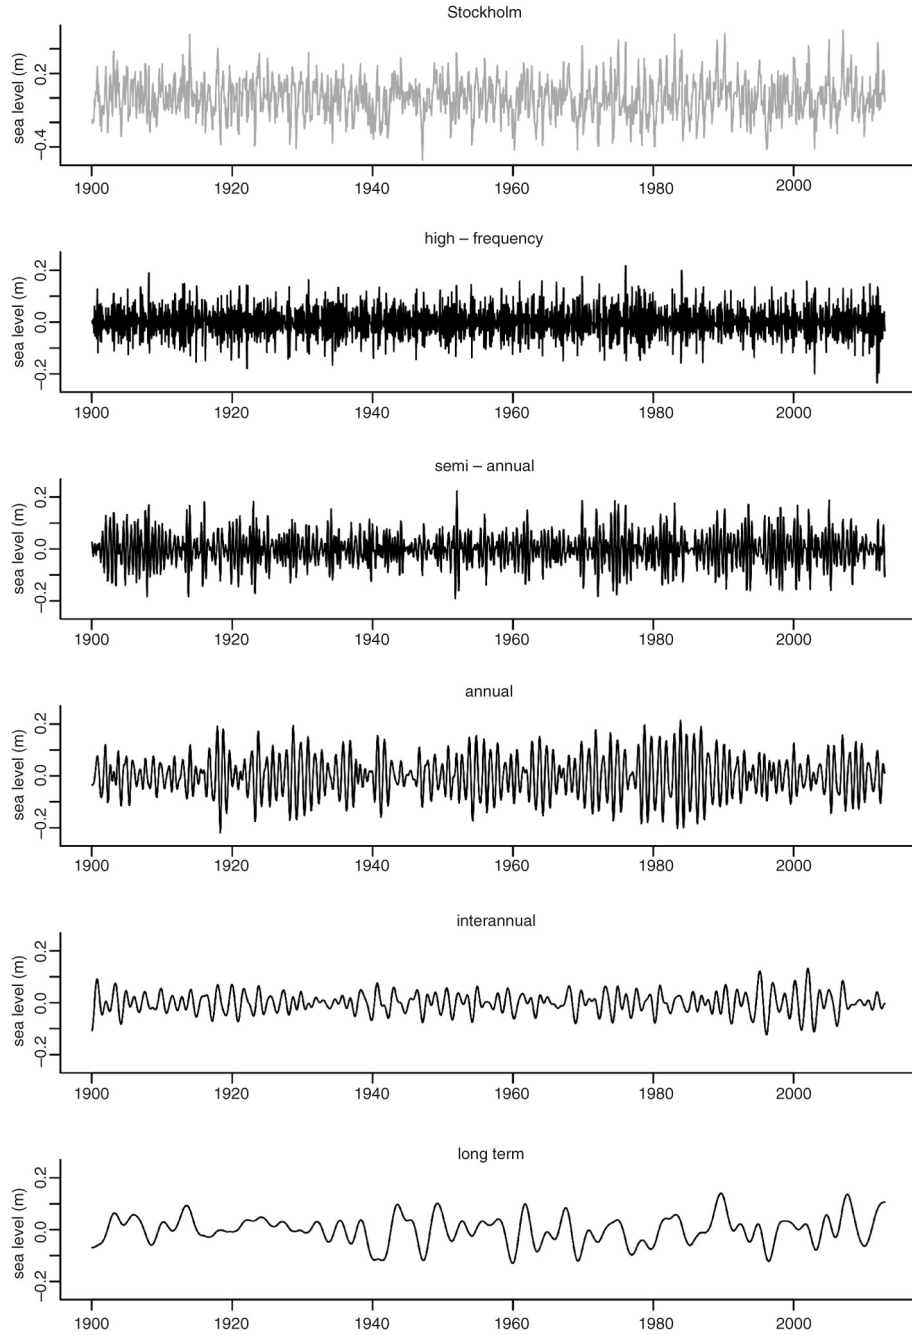 Stockholm
sea level (m)
0.2
−0.4
1900 1920 1940 1960 1980 2000
high – frequency
sea level (m)
0.2
0.0
−0.2
1900 1920 1940 1960 1980 2000
semi – annual
sea level (m)
0.2
0.0
−0.2
1900 1920 1940 1960 1980 2000
annual
sea level (m)
0.2
0.0
−0.2
1900 1920 1940 1960 1980 2000
interannual
sea level (m)
0.2
0.0
−0.2
1900 1920 1940 1960 1980 2000
long term
sea level (m)
0.2
0.0
−0.2
1900 1920 1940 1960 1980 2000